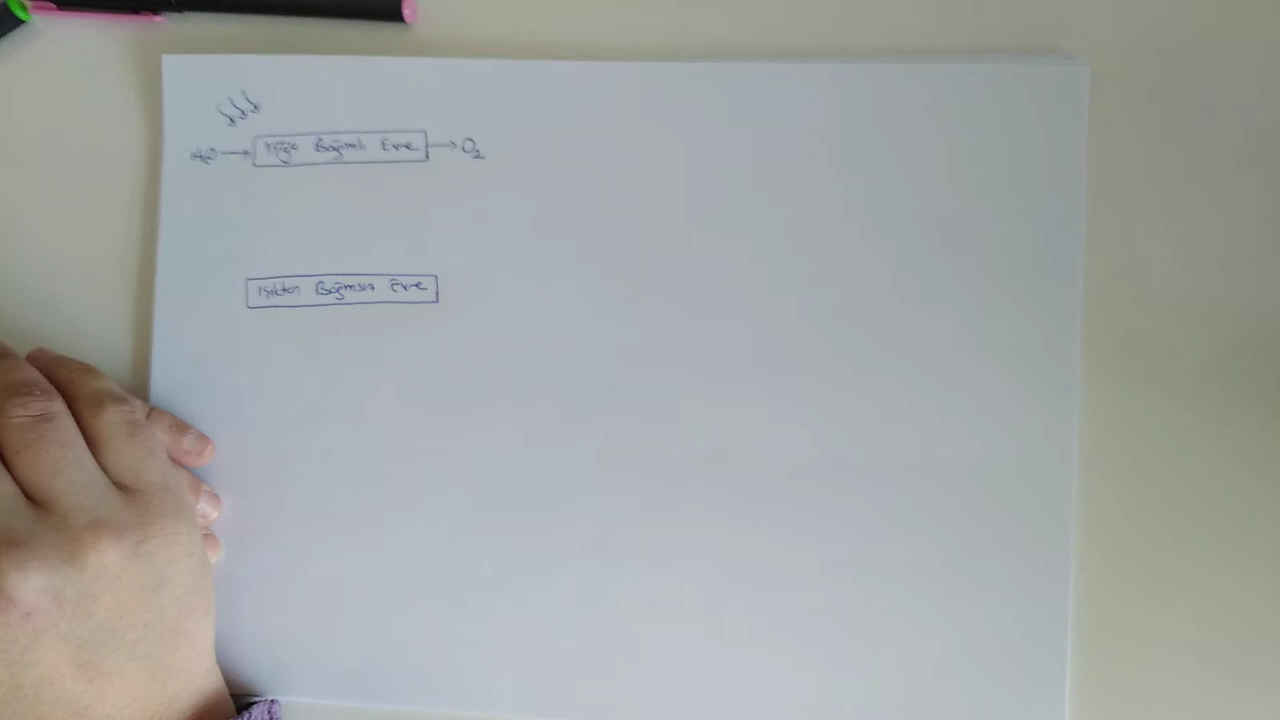 H2O → Işığa Bağımlı Evre → O2
Işıktan Bağımsız Evre